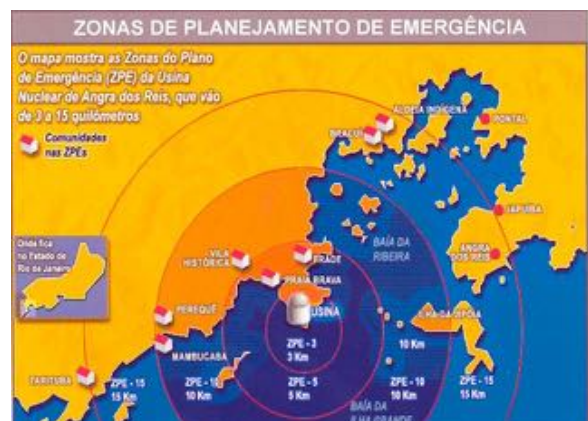 ZONAS DE PLANEJAMENTO DE EMERGÊNCIA
O mapa mostra as Zonas do Plano
de Emergência (ZPE) da Usina
Nuclear de Angra dos Reis, que vão
de 3 a 15 quilômetros
Comunidades
nas ZPEs
ALDEIA INDÍGENA
BRACUÍ
PONTAL
JAPUÍBA
Onde fica
no Estado de
Rio de Janeiro
VILA
HISTÓRICA
FRADE
BAÍA DA
RIBEIRA
ANGRA
DOS REIS
PRAIA BRAVA
PEREQUÊ
USINA
ILHA DA GIPÓIA
MAMBUCABA
ZPE - 3
3 Km
10 Km
TARITUBA
ZPE - 15
15 Km
ZPE - 10
10 Km
ZPE - 5
5 Km
ZPE - 10
10 Km
ZPE - 15
15 Km
BAÍA DA
ILHA GRANDE